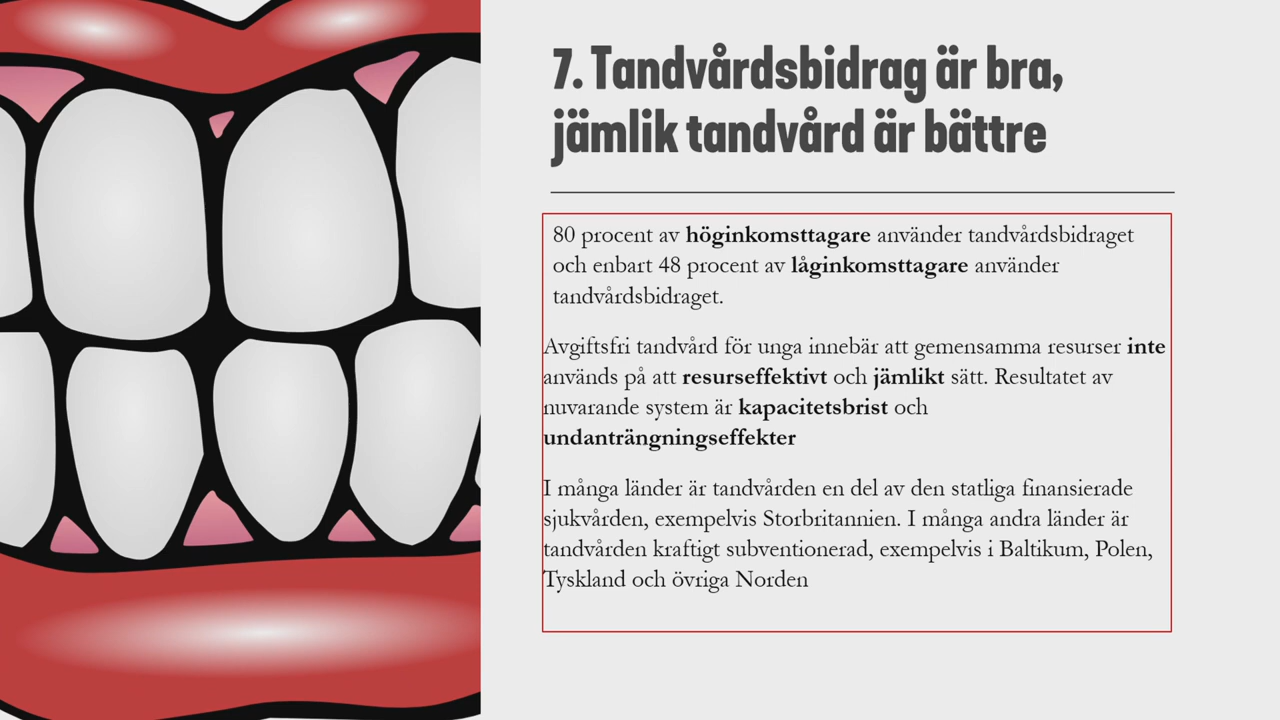 7. Tandvårdsbidrag är bra,
jämlik tandvård är bättre
80 procent av höginkomsttagare använder tandvårdsbidraget
och enbart 48 procent av låginkomsttagare använder
tandvårdsbidraget.
Avgiftsfri tandvård för unga innebär att gemensamma resurser inte
används på att resurseffektivt och jämlikt sätt. Resultatet av
nuvarande system är kapacitetsbrist och
undanträngningseffekter
I många länder är tandvården en del av den statliga finansierade
sjukvården, exempelvis Storbritannien. I många andra länder är
tandvården kraftigt subventionerad, exempelvis i Baltikum, Polen,
Tyskland och övriga Norden